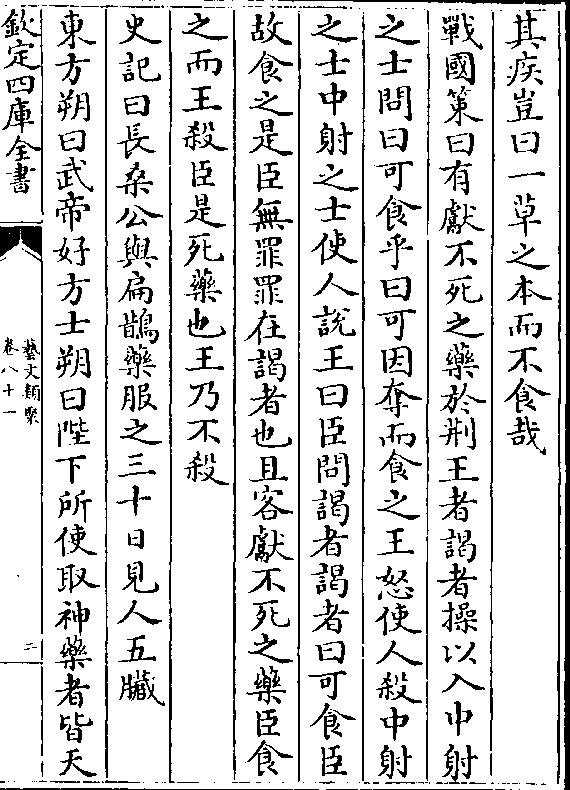 其疾豈曰一草之本而不食哉
戰國策曰有獻不死之藥於荆王者謁者操以入中射
之士問曰可食乎曰可因奪而食之王怒使人殺中射
之士中射之士使人說王曰臣問謁者謁者曰可食臣
故食之是臣無罪罪在謁者也且客獻不死之藥臣食
之而王殺臣是死藥也王乃不殺
史記曰長桑公與扁鵲藥服之三十日見人五臟
東方朔曰武帝好方士朔曰陛下所使取神藥者皆天
欽定四庫全書
藝文類聚
卷八十一
二